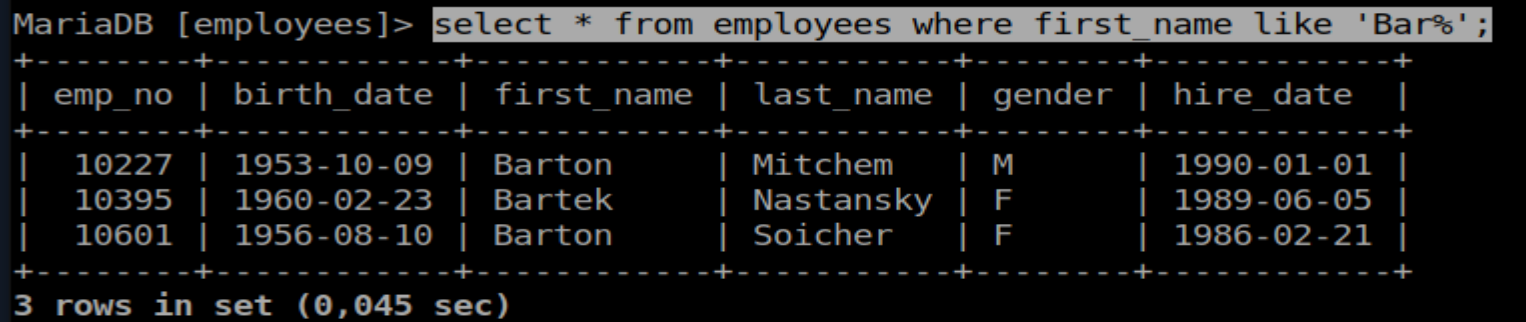 MariaDB [employees]> select * from employees where first_name like 'Bar%';
+--------+------------+------------+-----------+--------+------------+
| emp_no | birth_date | first_name | last_name | gender | hire_date  |
+--------+------------+------------+-----------+--------+------------+
|  10227 | 1953-10-09 | Barton     | Mitchem   | M      | 1990-01-01 |
|  10395 | 1960-02-23 | Bartek     | Nastansky | F      | 1989-06-05 |
|  10601 | 1956-08-10 | Barton     | Soicher   | F      | 1986-02-21 |
+--------+------------+------------+-----------+--------+------------+
3 rows in set (0,045 sec)